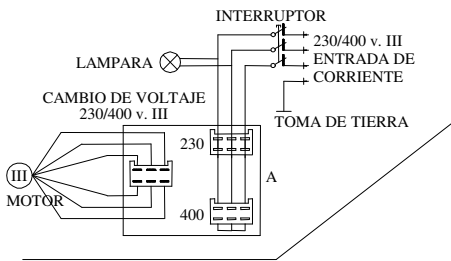 INTERRUPTOR
230/400 v. III
ENTRADA DE
CORRIENTE
LAMPARA
TOMA DE TIERRA
CAMBIO DE VOLTAJE
230/400 v. III
230
A
III
MOTOR
400